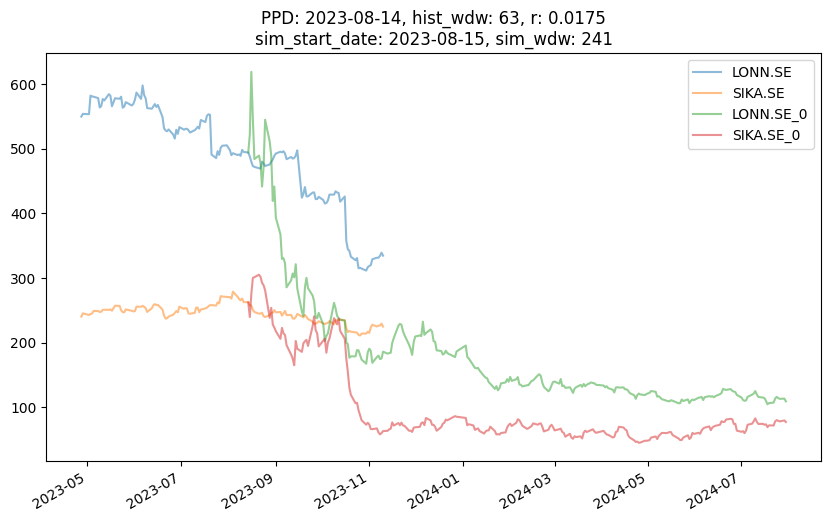 PPD: 2023-08-14, hist_wdw: 63, r: 0.0175
sim_start_date: 2023-08-15, sim_wdw: 241
LONN.SE
SIKA.SE
LONN.SE_0
SIKA.SE_0
600
500
400
300
200
100
2023-05
2023-07
2023-09
2023-11
2024-01
2024-03
2024-05
2024-07